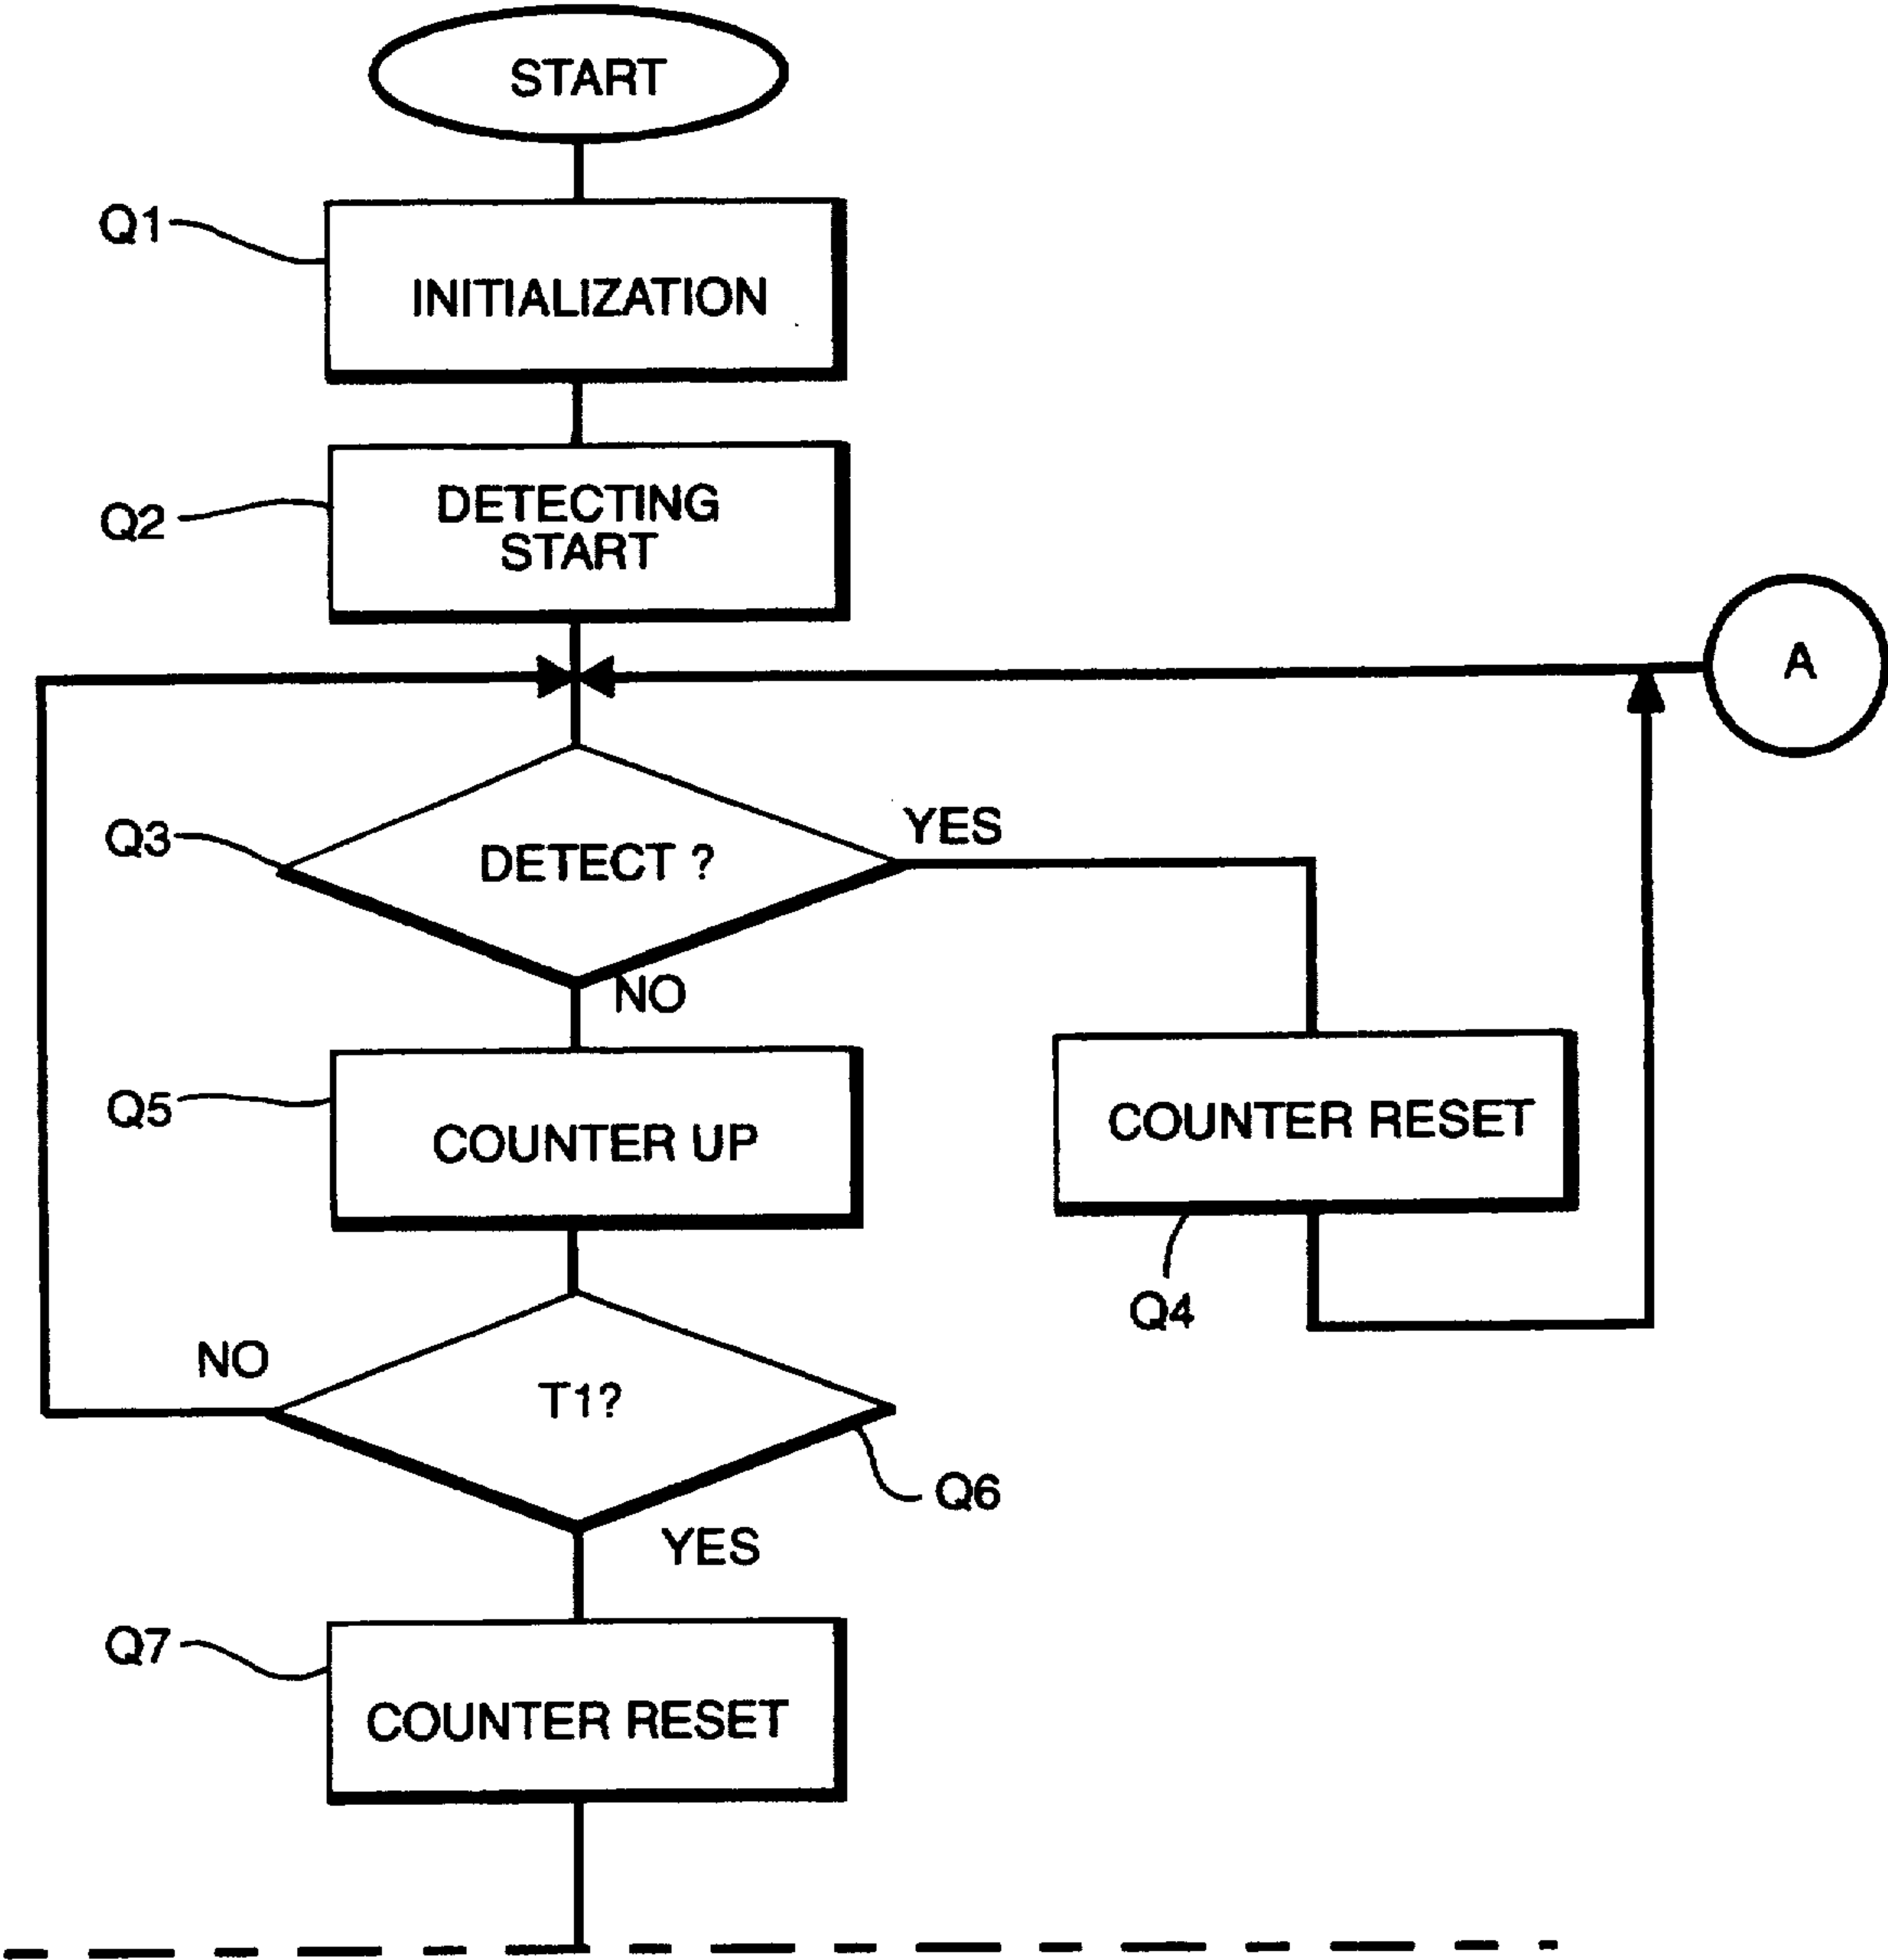 START
Q1
INITIALIZATION
Q2
DETECTING
START
A
Q3
DETECT ?
YES
NO
Q5
COUNTER UP
COUNTER RESET
Q4
NO
T1?
Q6
YES
Q7
COUNTER RESET